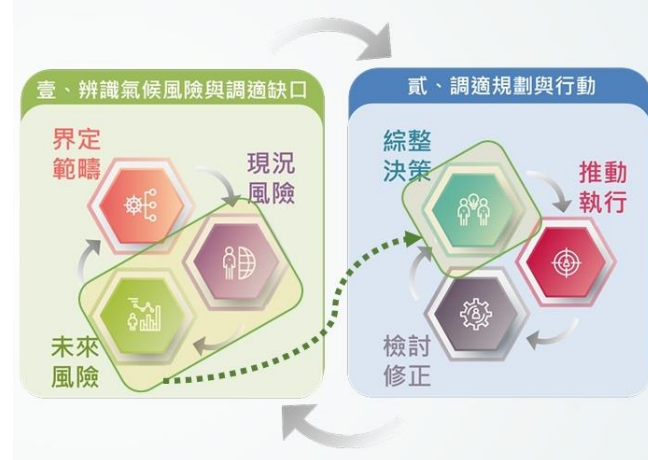 壹、辨識氣候風險與調適缺口
界定
範疇
現況
風險
未來
風險
貳、調適規劃與行動
綜整
決策
推動
執行
檢討
修正